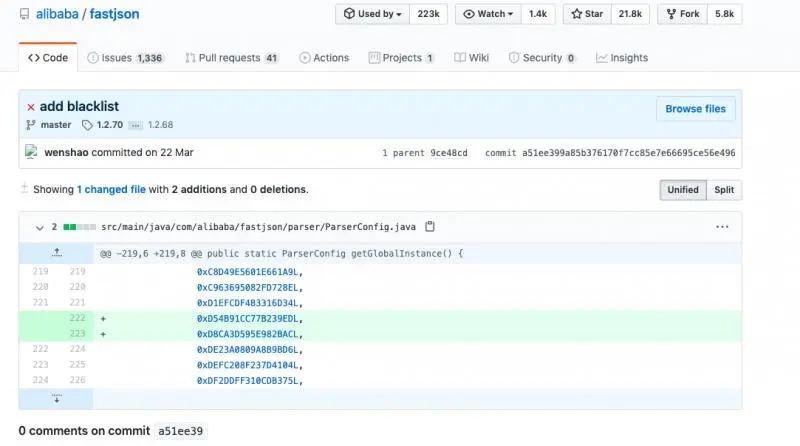 alibaba / fastjson Used by 223k Watch 1.4k Star 21.8k Fork 5.8k
<> Code Issues 1,336 Pull requests 41 Actions Projects 1 Wiki Security 0 Insights
× add blacklist Browse files
master 1.2.70 ... 1.2.68
wenshao committed on 22 Mar 1 parent 9ce48cd commit a51ee399a85b376170f7cc85e7e66695ce56e496
Showing 1 changed file with 2 additions and 0 deletions. Unified Split
2 src/main/java/com/alibaba/fastjson/parser/ParserConfig.java ...
@@ -219,6 +219,8 @@ public static ParserConfig getGlobalInstance() {
219 219 0xC8D49E5601E661A9L,
220 220 0xC963695082FD728EL,
221 221 0xD1EFCDF4B3316D34L,
222 + 0xD54B91CC77B239EDL,
223 + 0xD8CA3D595E982BACL,
222 224 0xDE23A0809A8B9BD6L,
223 225 0xDEFC208F237D4104L,
224 226 0xDF2DDFF310CDB375L,
0 comments on commit a51ee39